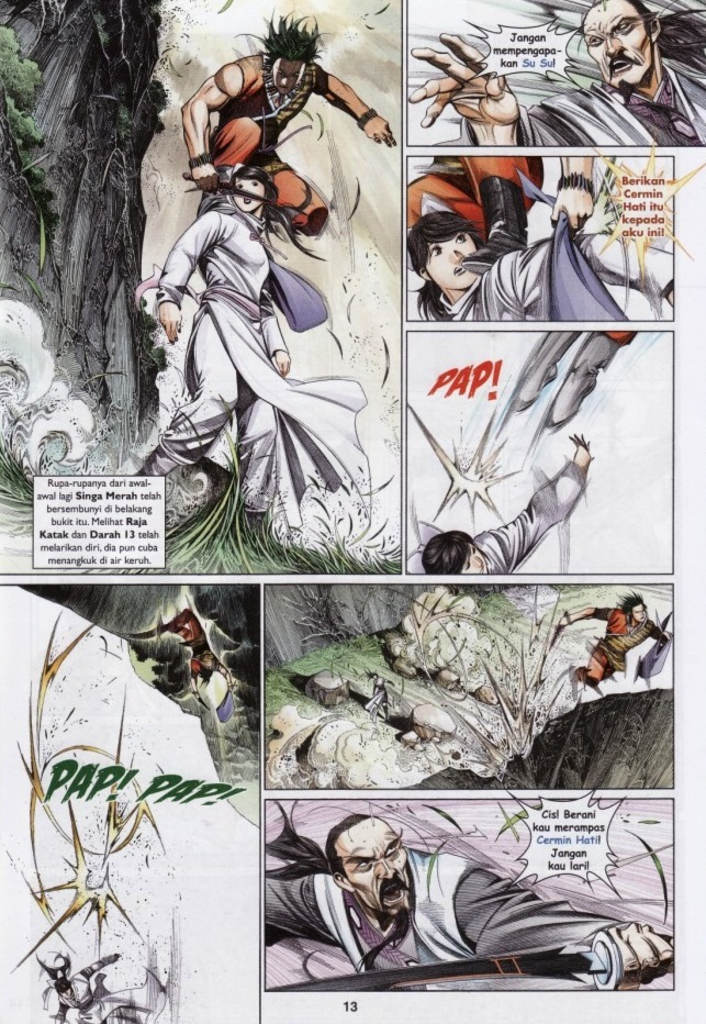 Rupa-rupanya dari awal-
awal lagi Singa Merah telah
bersembunyi di belakang
bukit itu. Melihat Raja
Katak dan Darah 13 telah
melarikan diri, dia pun cuba
menangkuk di air keruh.
Jangan
mempengapa-
kan Su Su!
Berikan
Cermin
Hati itu
kepada
aku ini!
PAP!
PAP! PAP!
Cis! Berani
kau merampas
Cermin Hati!
Jangan
kau lari!
13